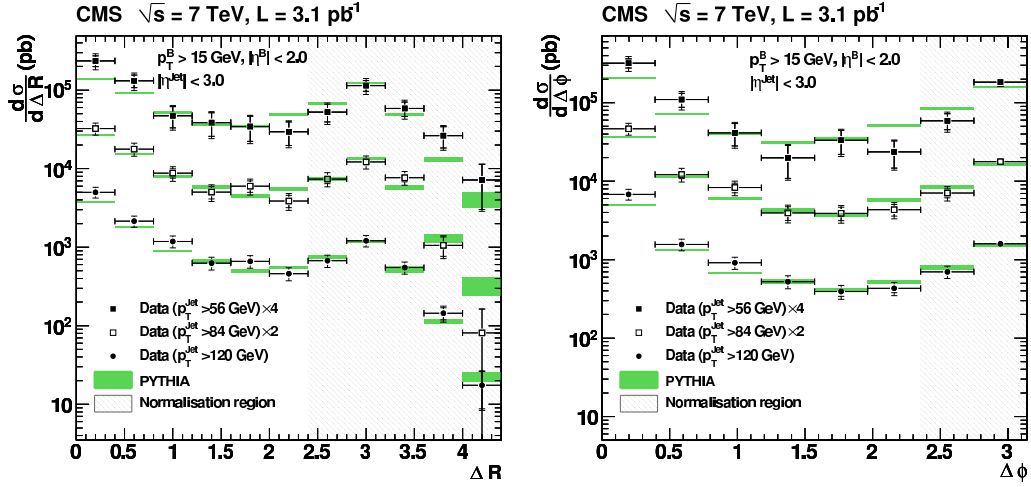 CMS √s = 7 TeV, L = 3.1 pb⁻¹
p_T^B > 15 GeV, |η^B| < 2.0
|η^Jet| < 3.0
dσ/dΔR (pb)
10⁵
10⁴
10³
10²
10
Data (p_T^Jet >56 GeV)×4
Data (p_T^Jet >84 GeV)×2
Data (p_T^Jet >120 GeV)
PYTHIA
Normalisation region
0 0.5 1 1.5 2 2.5 3 3.5 4 4.5
ΔR
CMS √s = 7 TeV, L = 3.1 pb⁻¹
p_T^B > 15 GeV, |η^B| < 2.0
|η^Jet| < 3.0
dσ/dΔϕ (pb)
10⁵
10⁴
10³
10²
10
Data (p_T^Jet >56 GeV)×4
Data (p_T^Jet >84 GeV)×2
Data (p_T^Jet >120 GeV)
PYTHIA
Normalisation region
0 0.5 1 1.5 2 2.5 3
Δϕ